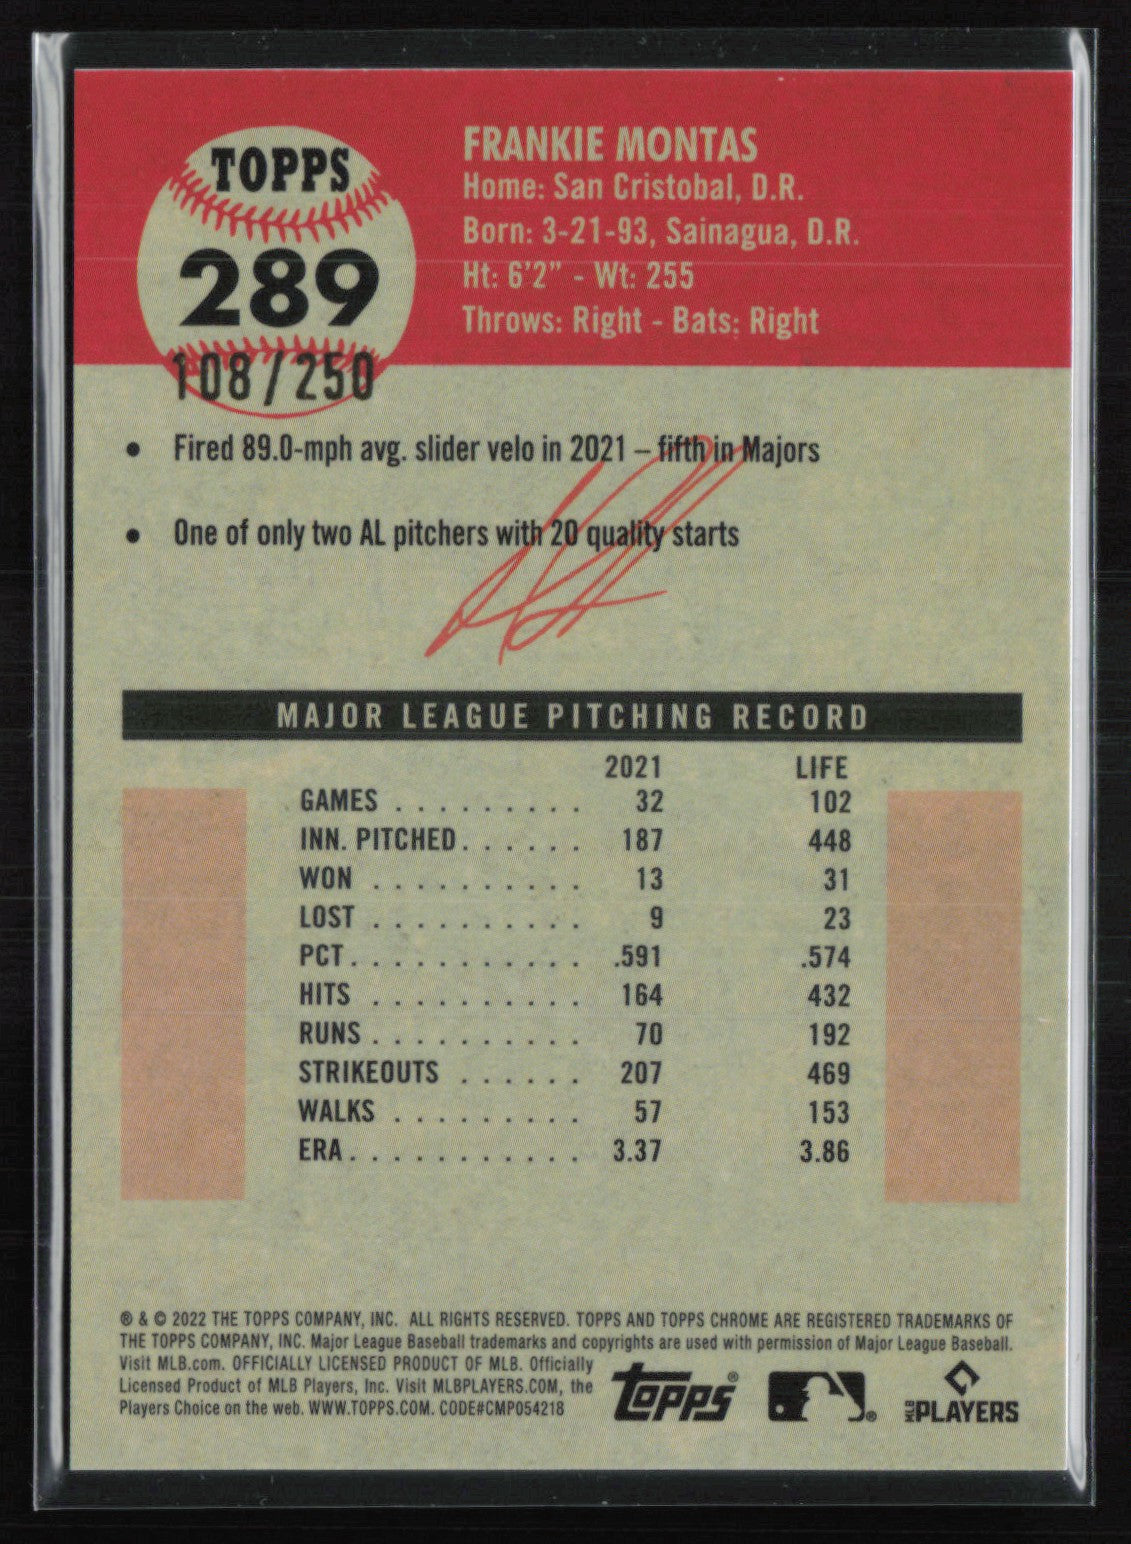 TOPPS
289
108/250
FRANKIE MONTAS
Home: San Cristobal, D.R.
Born: 3-21-93, Sainagua, D.R.
Ht: 6'2" - Wt: 255
Throws: Right - Bats: Right
• Fired 89.0-mph avg. slider velo in 2021 – fifth in Majors
• One of only two AL pitchers with 20 quality starts
MAJOR LEAGUE PITCHING RECORD
2021 LIFE
GAMES . . . . . . . . . 32 102
INN. PITCHED . . . . . . 187 448
WON . . . . . . . . . . 13 31
LOST . . . . . . . . . . 9 23
PCT . . . . . . . . . . . .591 .574
HITS . . . . . . . . . . 164 432
RUNS . . . . . . . . . . 70 192
STRIKEOUTS . . . . . . 207 469
WALKS . . . . . . . . . 57 153
ERA . . . . . . . . . . . 3.37 3.86
® & © 2022 THE TOPPS COMPANY, INC. ALL RIGHTS RESERVED. TOPPS AND TOPPS CHROME ARE REGISTERED TRADEMARKS OF
THE TOPPS COMPANY, INC. Major League Baseball trademarks and copyrights are used with permission of Major League Baseball.
Visit MLB.com. OFFICIALLY LICENSED PRODUCT OF MLB. Officially
Licensed Product of MLB Players, Inc. Visit MLBPLAYERS.COM, the
Players Choice on the web. WWW.TOPPS.COM. CODE#CMP054218
topps®
®
MLB PLAYERS